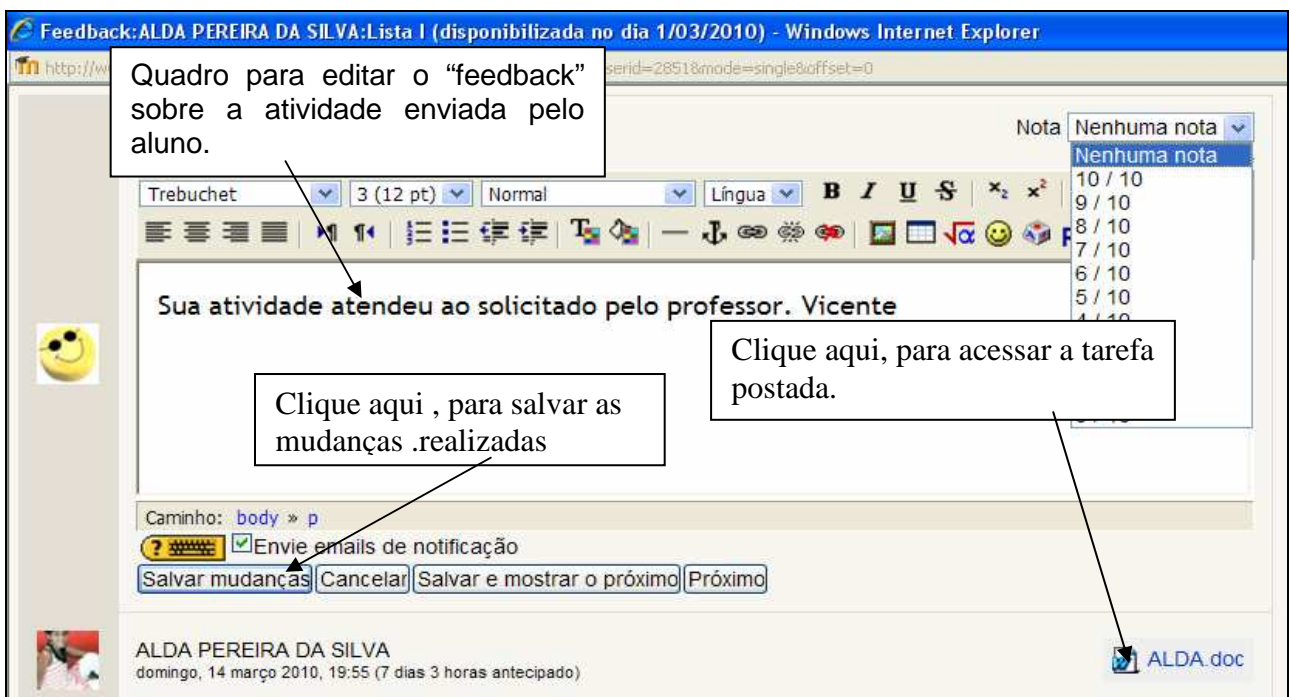 Feedback:ALDA PEREIRA DA SILVA:Lista I (disponibilizada no dia 1/03/2010) - Windows Internet Explorer
serid=2851&mode=single&offset=0
Quadro para editar o “feedback”
sobre a atividade enviada pelo
aluno.
Nota Nenhuma nota
Nenhuma nota
10 / 10
9 / 10
8 / 10
7 / 10
6 / 10
5 / 10
Trebuchet 3 (12 pt) Normal Língua B I U S x₂ x²
Sua atividade atendeu ao solicitado pelo professor. Vicente
Clique aqui, para acessar a tarefa
postada.
Clique aqui , para salvar as
mudanças .realizadas
Caminho: body » p
? Envie emails de notificação
Salvar mudanças Cancelar Salvar e mostrar o próximo Próximo
ALDA PEREIRA DA SILVA
domingo, 14 março 2010, 19:55 (7 dias 3 horas antecipado)
ALDA.doc